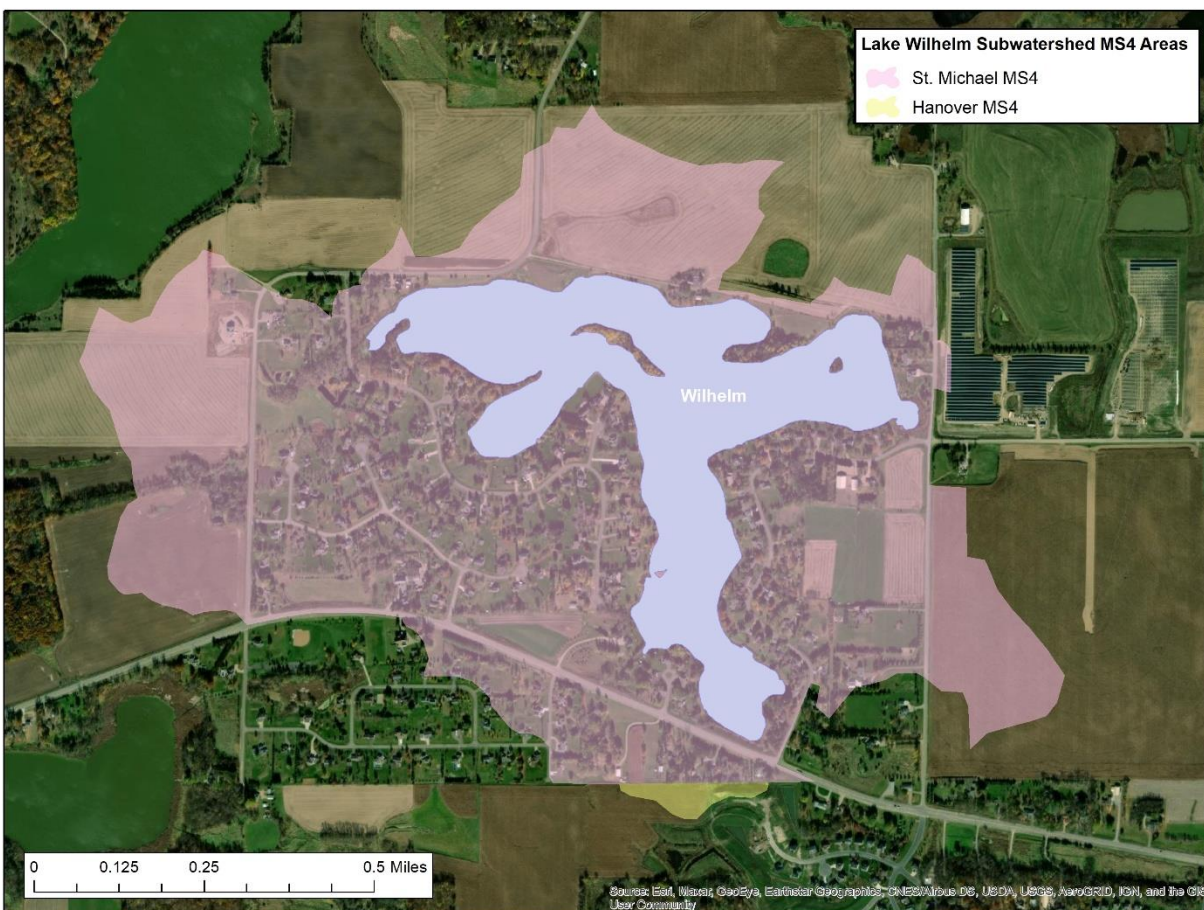 Lake Wilhelm Subwatershed MS4 Areas
St. Michael MS4
Hanover MS4
Wilhelm
0 0.125 0.25 0.5 Miles
Source: Esri, Maxar, GeoEye, Earthstar Geographics, CNES/Airbus DS, USDA, USGS, AeroGRID, IGN, and the GIS
User Community